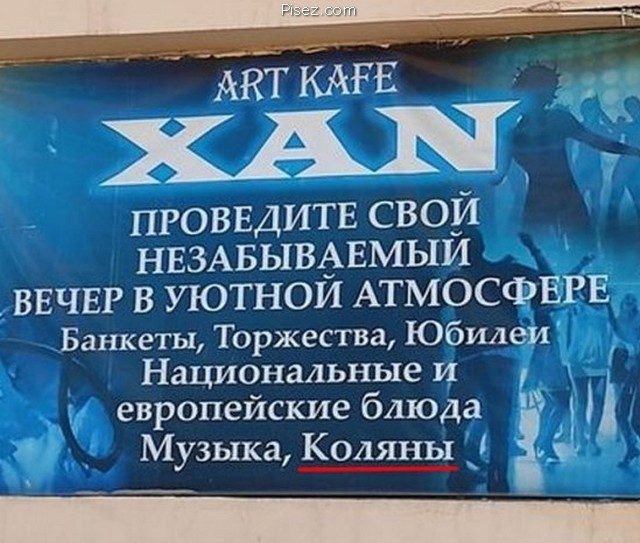 Pisez.com
ART KAFE
XAN
ПРОВЕДИТЕ СВОЙ
НЕЗАБЫВАЕМЫЙ
ВЕЧЕР В УЮТНОЙ АТМОСФЕРЕ
Банкеты, Торжества, Юбилеи
Национальные и
европейские блюда
Музыка, Коляны